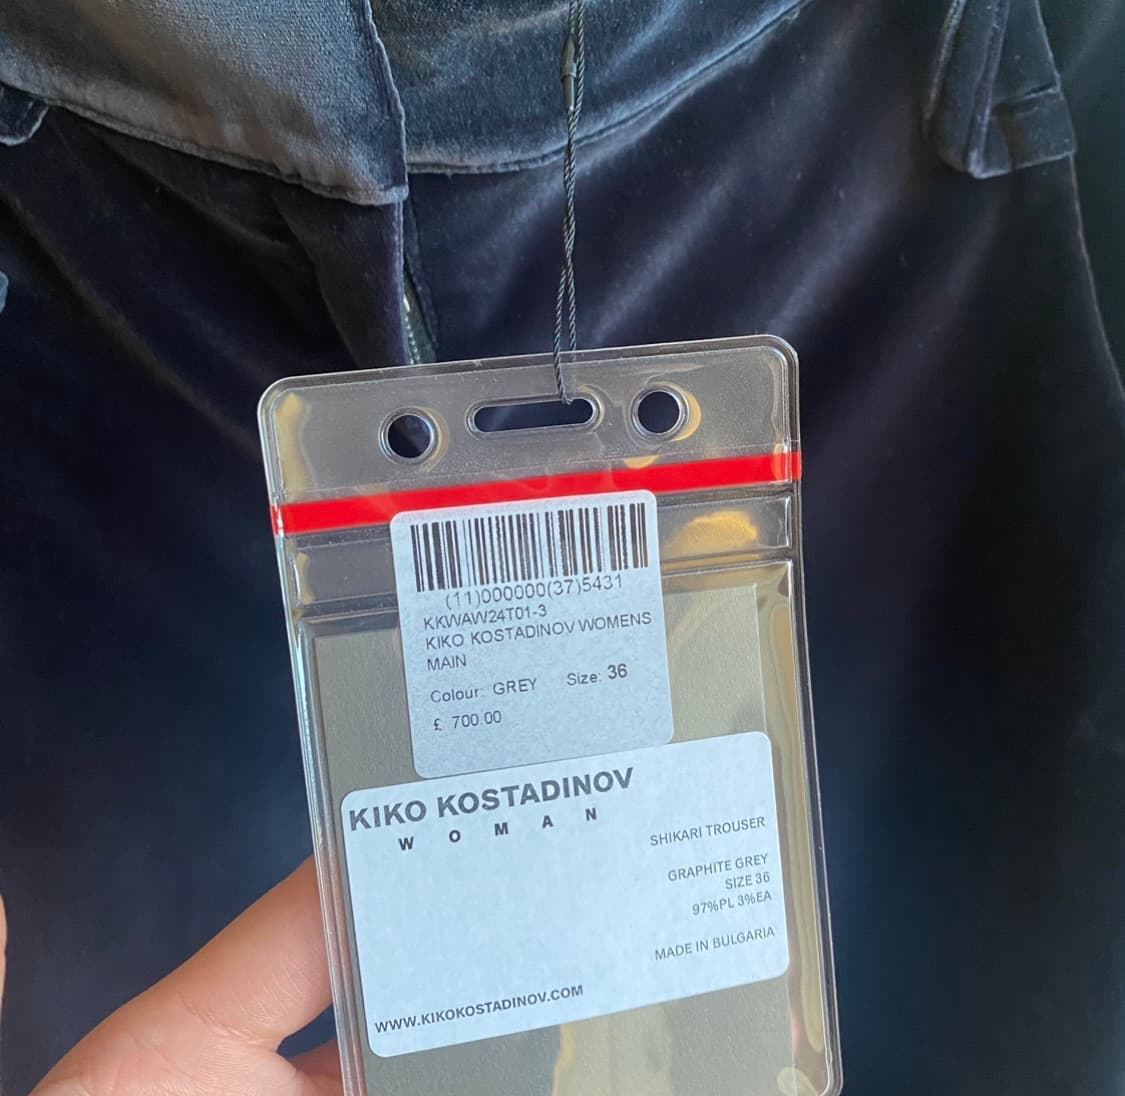 (11)000000(37)5431
KKWAW24T01-3
KIKO KOSTADINOV WOMENS
MAIN
Colour: GREY Size: 36
£ 700.00
KIKO KOSTADINOV
W O M A N
SHIKARI TROUSER
GRAPHITE GREY
SIZE 36
97%PL 3%EA
MADE IN BULGARIA
WWW.KIKOKOSTADINOV.COM